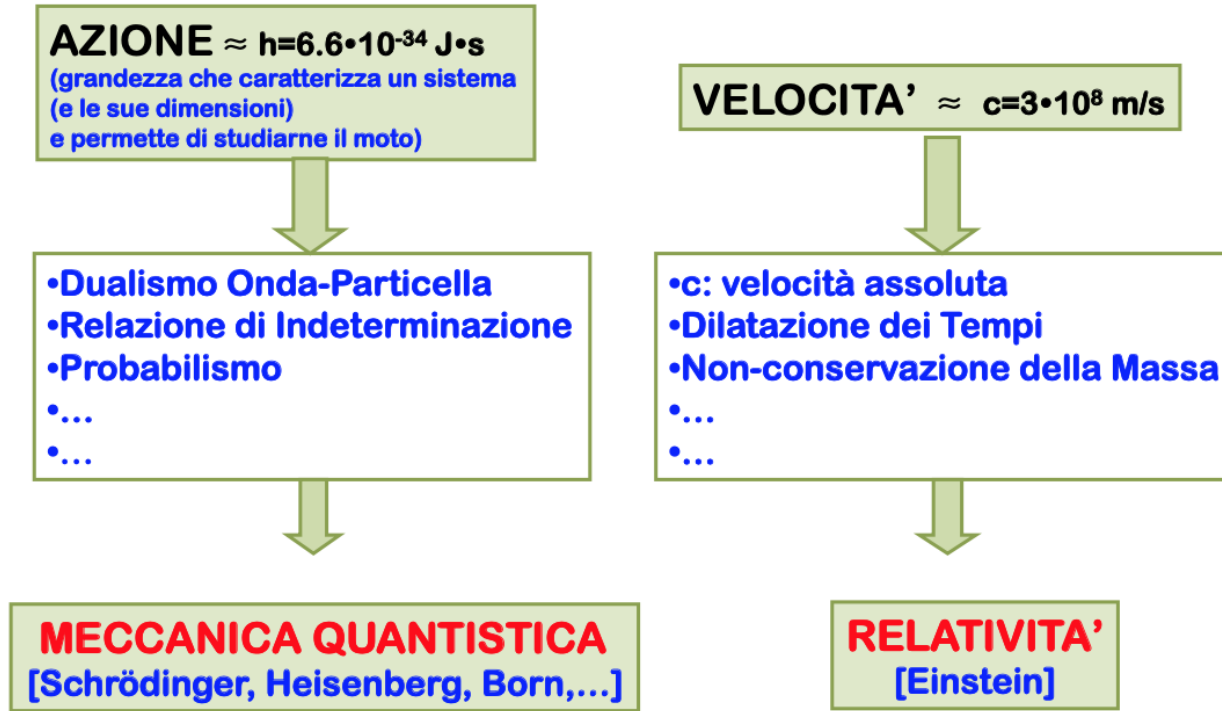 AZIONE ≈ h=6.6•10⁻³⁴ J•s
(grandezza che caratterizza un sistema
(e le sue dimensioni)
e permette di studiarne il moto)
VELOCITA’ ≈ c=3•10⁸ m/s
•Dualismo Onda-Particella
•Relazione di Indeterminazione
•Probabilismo
•…
•…
•c: velocità assoluta
•Dilatazione dei Tempi
•Non-conservazione della Massa
•…
•…
MECCANICA QUANTISTICA
[Schrödinger, Heisenberg, Born,…]
RELATIVITA’
[Einstein]